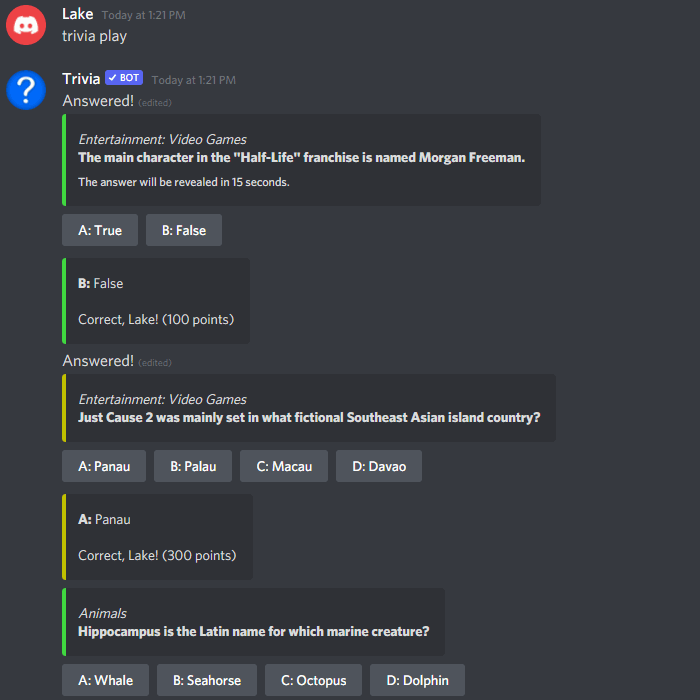 Lake Today at 1:21 PM
trivia play
?
Trivia ✓ BOT Today at 1:21 PM
Answered! (edited)
Entertainment: Video Games
The main character in the "Half-Life" franchise is named Morgan Freeman.
The answer will be revealed in 15 seconds.
A: True B: False
B: False
Correct, Lake! (100 points)
Answered! (edited)
Entertainment: Video Games
Just Cause 2 was mainly set in what fictional Southeast Asian island country?
A: Panau B: Palau C: Macau D: Davao
A: Panau
Correct, Lake! (300 points)
Animals
Hippocampus is the Latin name for which marine creature?
A: Whale B: Seahorse C: Octopus D: Dolphin